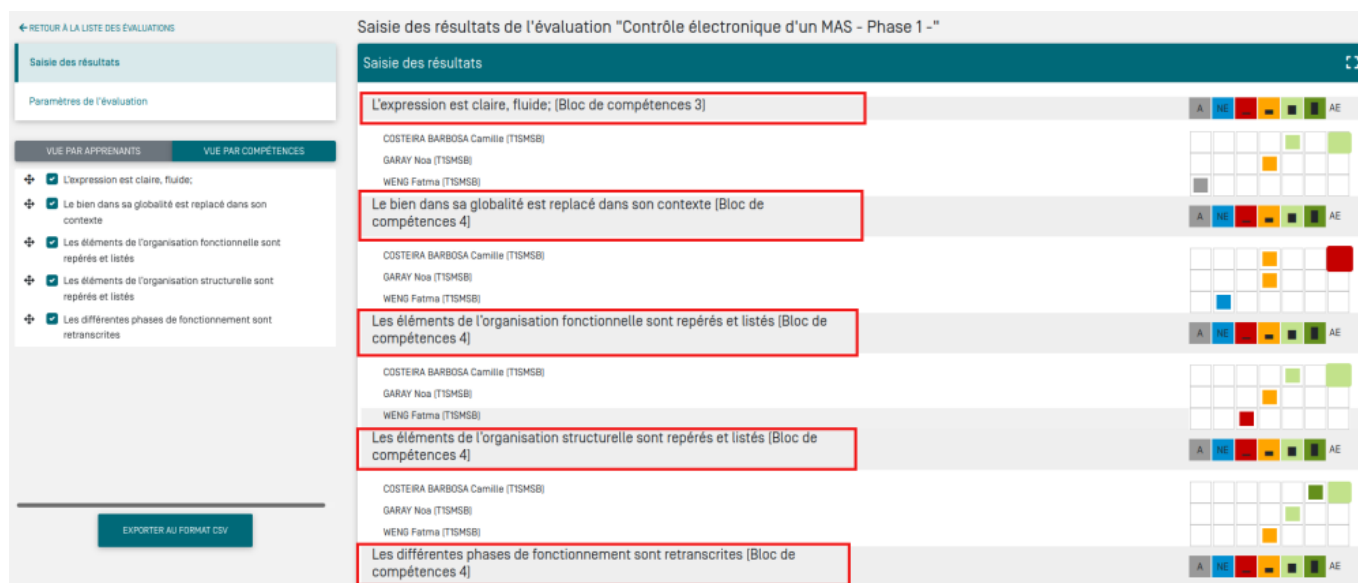 ← RETOUR À LA LISTE DES ÉVALUATIONS
Saisie des résultats
Paramètres de l'évaluation
VUE PAR APPRENANTS
VUE PAR COMPÉTENCES
L'expression est claire, fluide;
Le bien dans sa globalité est replacé dans son
contexte
Les éléments de l'organisation fonctionnelle sont
repérés et listés
Les éléments de l'organisation structurelle sont
repérés et listés
Les différentes phases de fonctionnement sont
retranscrites
EXPORTER AU FORMAT CSV
Saisie des résultats de l'évaluation "Contrôle électronique d'un MAS - Phase 1 -"
Saisie des résultats
L'expression est claire, fluide; (Bloc de compétences 3)
A NE AE
COSTEIRA BARBOSA Camille (T1SMSB)
GARAY Noa (T1SMSB)
WENG Fatma (T1SMSB)
Le bien dans sa globalité est replacé dans son contexte (Bloc de
compétences 4)
A NE AE
COSTEIRA BARBOSA Camille (T1SMSB)
GARAY Noa (T1SMSB)
WENG Fatma (T1SMSB)
Les éléments de l'organisation fonctionnelle sont repérés et listés (Bloc de
compétences 4)
A NE AE
COSTEIRA BARBOSA Camille (T1SMSB)
GARAY Noa (T1SMSB)
WENG Fatma (T1SMSB)
Les éléments de l'organisation structurelle sont repérés et listés (Bloc de
compétences 4)
A NE AE
COSTEIRA BARBOSA Camille (T1SMSB)
GARAY Noa (T1SMSB)
WENG Fatma (T1SMSB)
Les différentes phases de fonctionnement sont retranscrites (Bloc de
compétences 4)
A NE AE